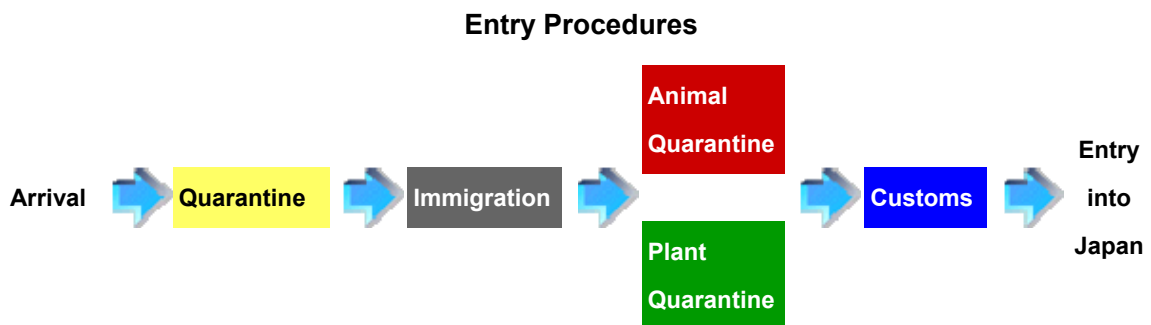 Entry Procedures
Arrival
Quarantine
Immigration
Animal
Quarantine
Plant
Quarantine
Customs
Entry
into
Japan